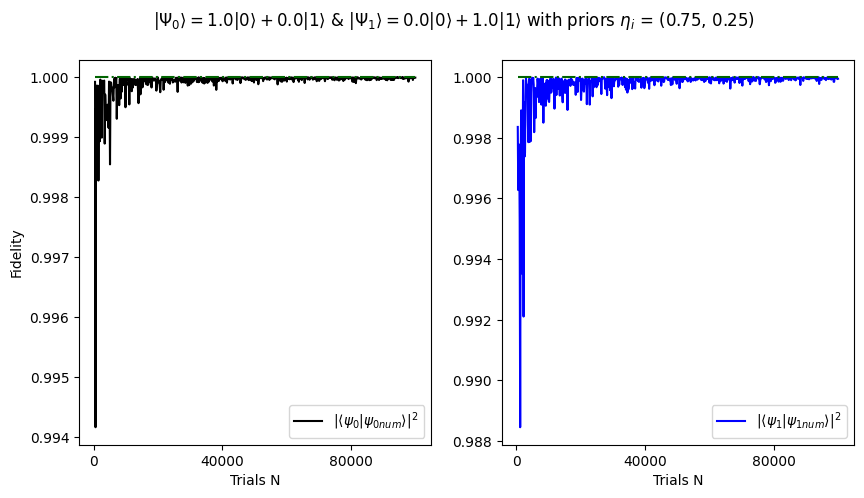 |Ψ₀⟩ = 1.0|0⟩ + 0.0|1⟩ & |Ψ₁⟩ = 0.0|0⟩ + 1.0|1⟩ with priors ηᵢ = (0.75, 0.25)
Fidelity
1.000
0.999
0.998
0.997
0.996
0.995
0.994
|⟨ψ₀|ψ₀ₙᵤₘ⟩|²
0 40000 80000
Trials N
1.000
0.998
0.996
0.994
0.992
0.990
0.988
|⟨ψ₁|ψ₁ₙᵤₘ⟩|²
0 40000 80000
Trials N